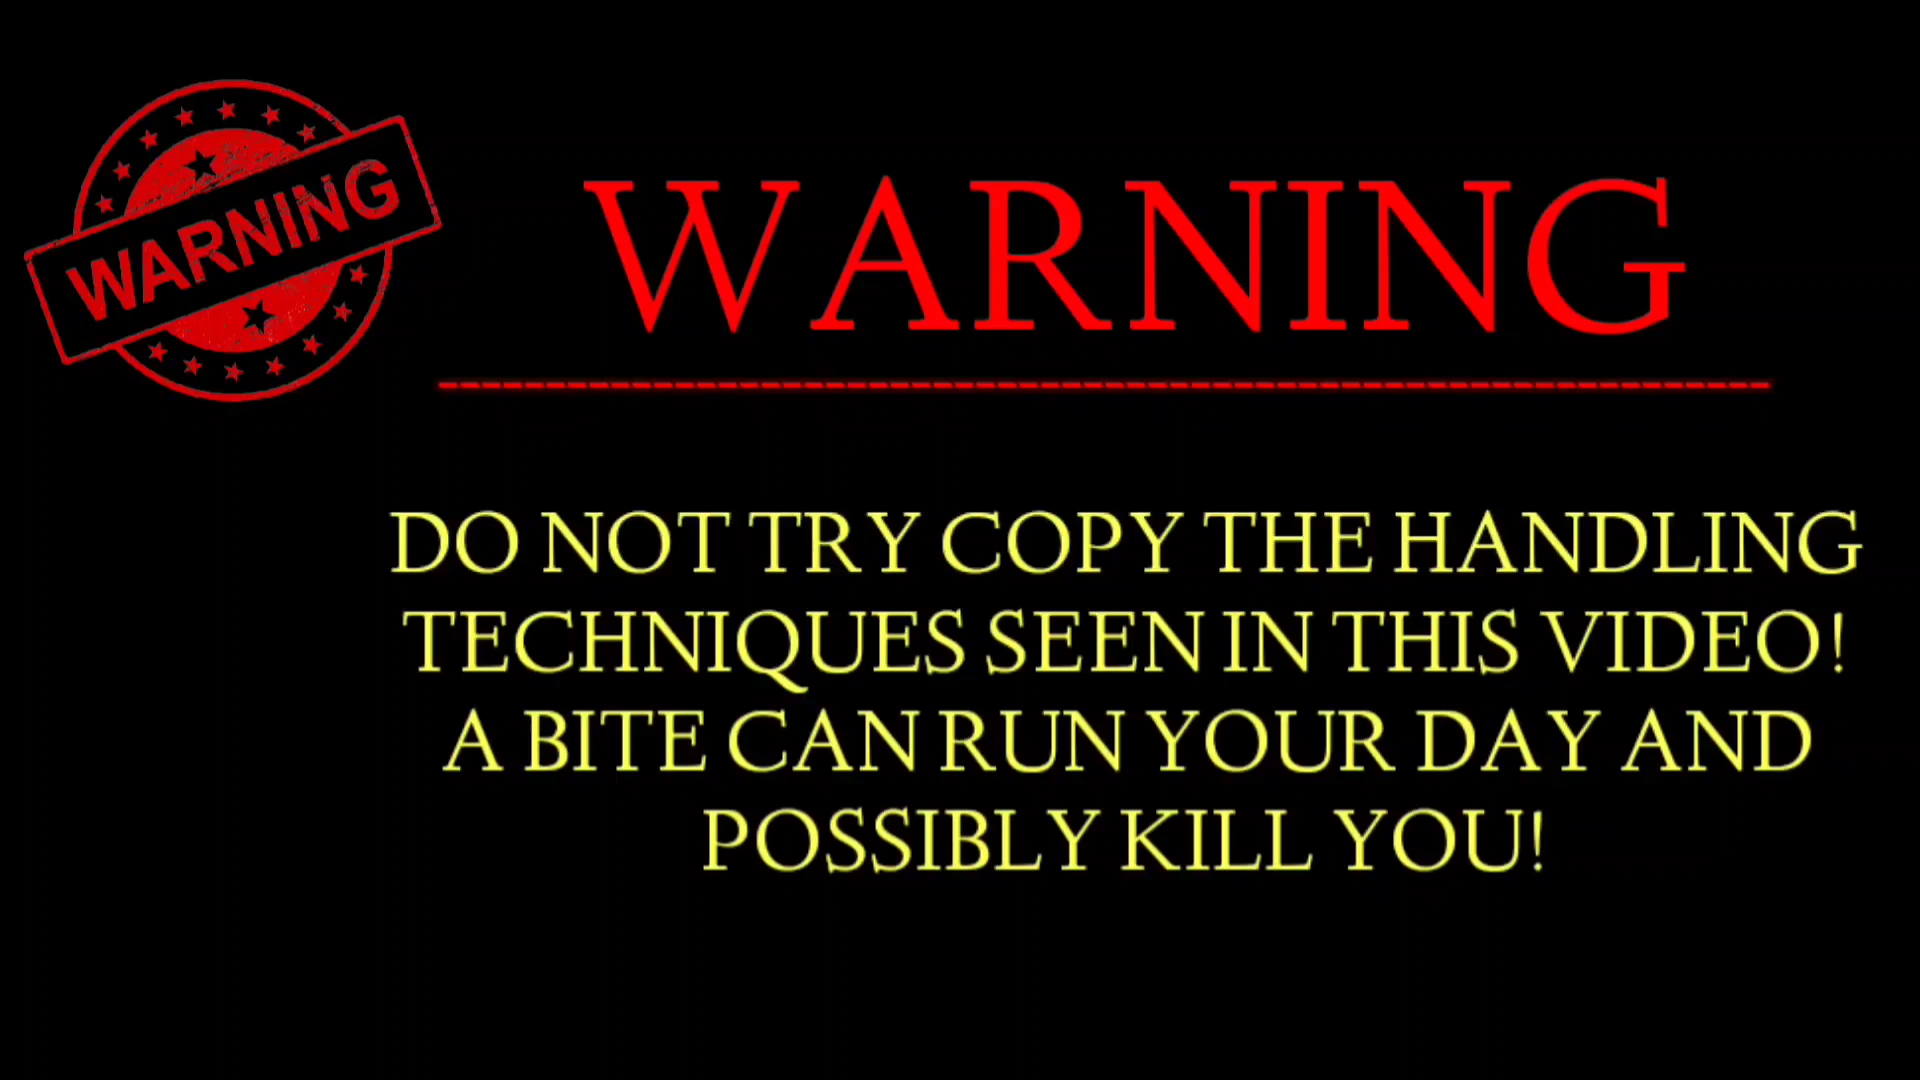 WARNING
WARNING
DO NOT TRY COPY THE HANDLING
TECHNIQUES SEEN IN THIS VIDEO!
A BITE CAN RUN YOUR DAY AND
POSSIBLY KILL YOU!